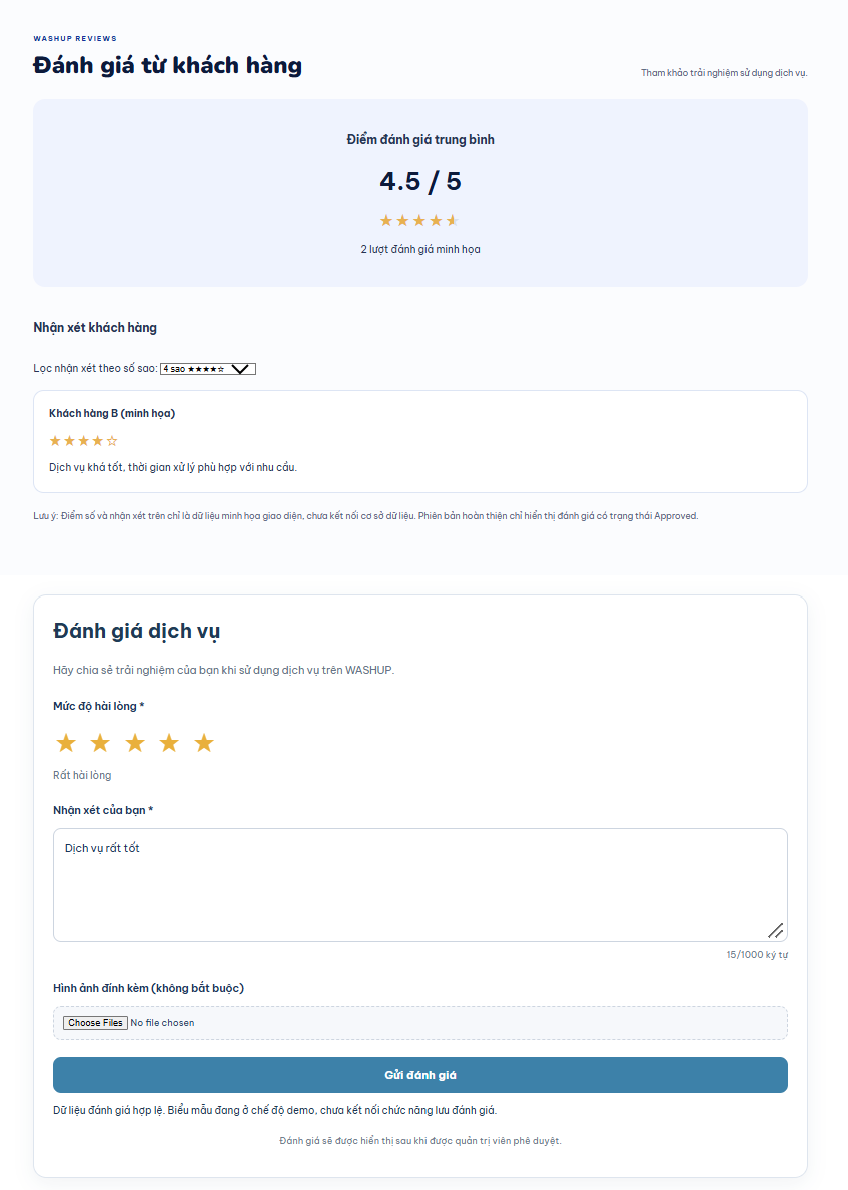 WASHUP REVIEWS
Đánh giá từ khách hàng
Tham khảo trải nghiệm sử dụng dịch vụ.
Điểm đánh giá trung bình
4.5 / 5
★★★★★
2 lượt đánh giá minh họa
Nhận xét khách hàng
Lọc nhận xét theo số sao: 4 sao ★★★★☆
Khách hàng B (minh họa)
★★★★☆
Dịch vụ khá tốt, thời gian xử lý phù hợp với nhu cầu.
Lưu ý: Điểm số và nhận xét trên chỉ là dữ liệu minh họa giao diện, chưa kết nối cơ sở dữ liệu. Phiên bản hoàn thiện chỉ hiển thị đánh giá có trạng thái Approved.
Đánh giá dịch vụ
Hãy chia sẻ trải nghiệm của bạn khi sử dụng dịch vụ trên WASHUP.
Mức độ hài lòng *
★ ★ ★ ★ ★
Rất hài lòng
Nhận xét của bạn *
Dịch vụ rất tốt
15/1000 ký tự
Hình ảnh đính kèm (không bắt buộc)
Choose Files No file chosen
Gửi đánh giá
Dữ liệu đánh giá hợp lệ. Biểu mẫu đang ở chế độ demo, chưa kết nối chức năng lưu đánh giá.
Đánh giá sẽ được hiển thị sau khi được quản trị viên phê duyệt.